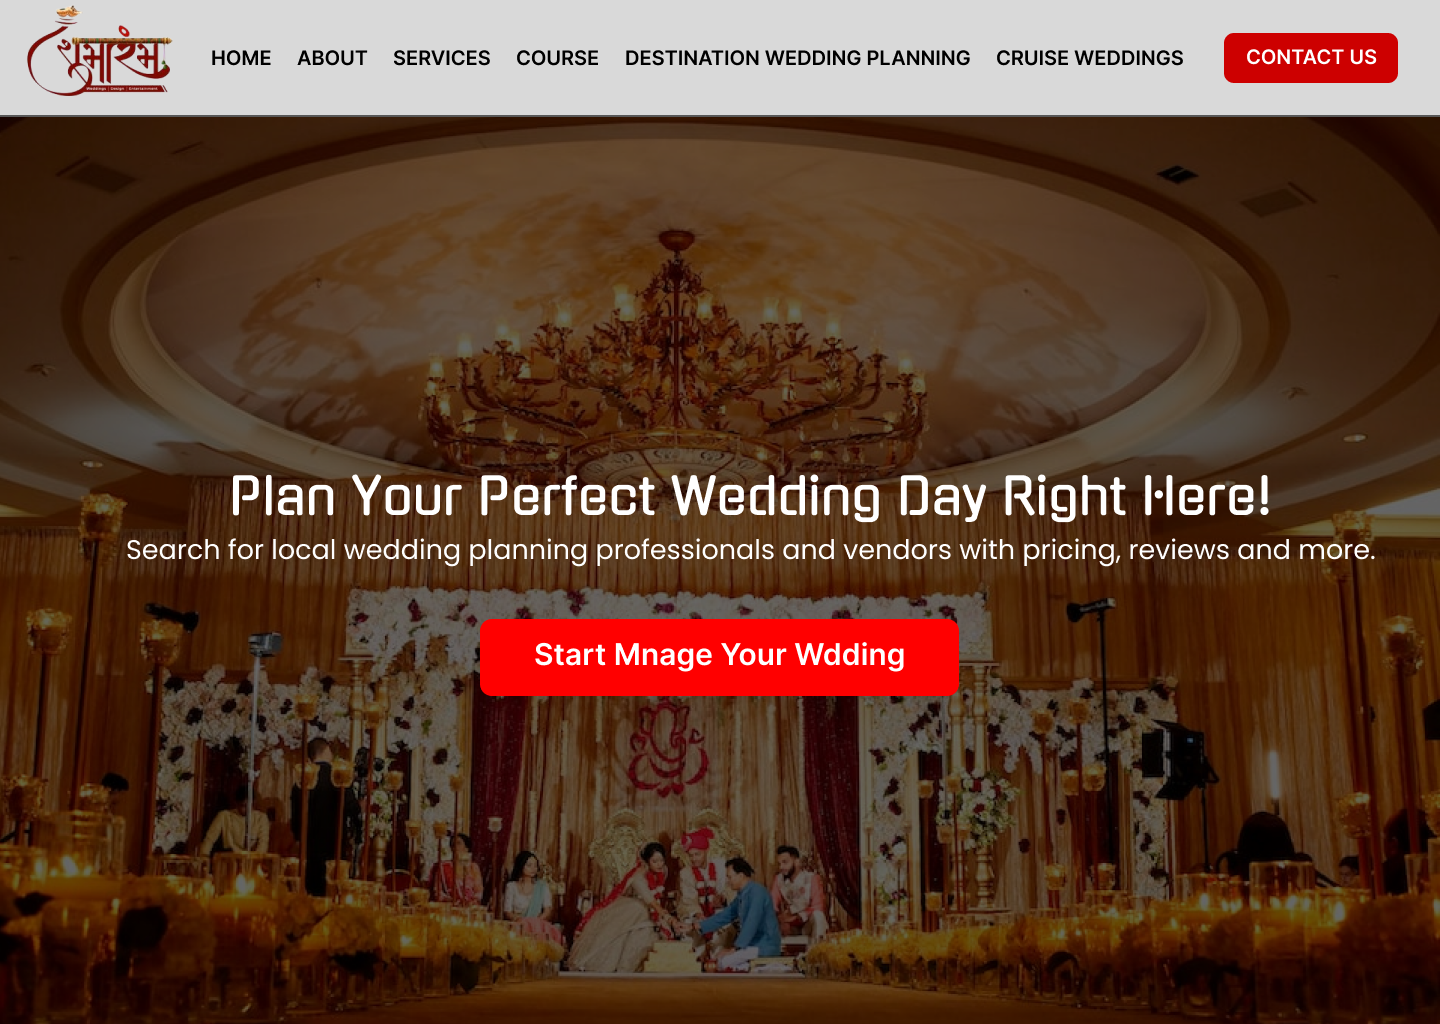 शुभारंभ
Weddings | Design | Entertainment
HOME ABOUT SERVICES COURSE DESTINATION WEDDING PLANNING CRUISE WEDDINGS CONTACT US
Plan Your Perfect Wedding Day Right Here!
Search for local wedding planning professionals and vendors with pricing, reviews and more.
Start Mnage Your Wdding